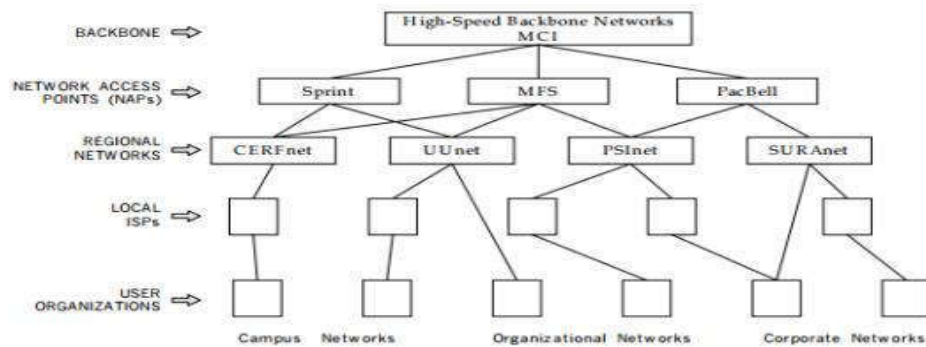 High-Speed Backbone Networks
MCI
BACKBONE
NETWORK ACCESS
POINTS (NAPs)
Sprint
MFS
PacBell
REGIONAL
NETWORKS
CERFnet
UUnet
PSInet
SURAnet
LOCAL
ISPs
USER
ORGANIZATIONS
Campus Networks
Organizational Networks
Corporate Networks